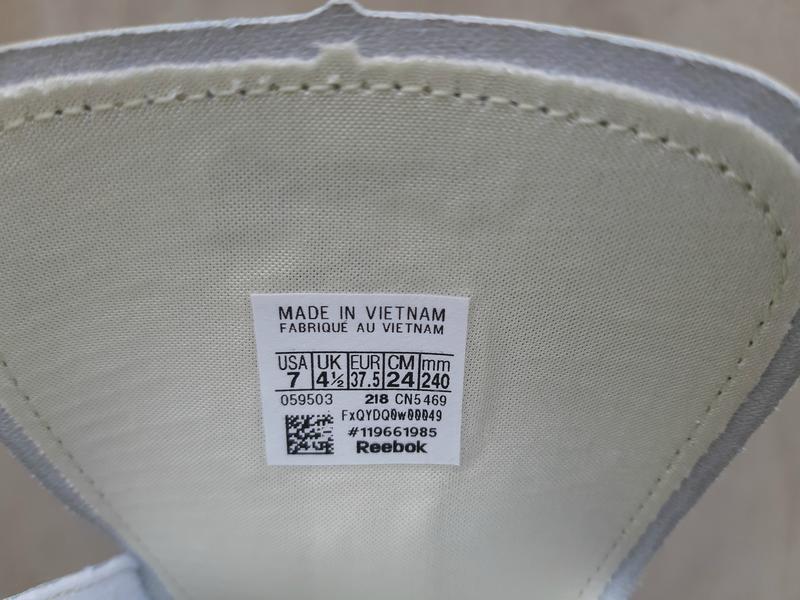 MADE IN VIETNAM
FABRIQUÉ AU VIETNAM
USA UK EUR CM mm
7 4½ 37.5 24 240
059503 218 CN5469
FxQYDQ0w00049
#119661985
Reebok